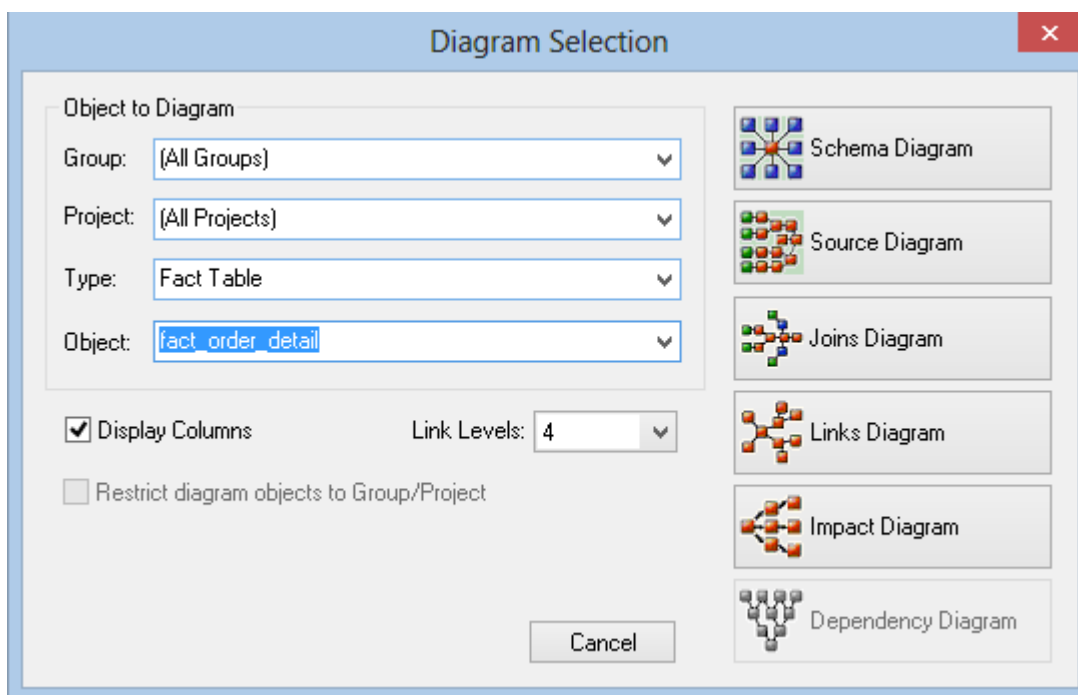 Diagram Selection
Object to Diagram
Group: (All Groups)
Project: (All Projects)
Type: Fact Table
Object: fact_order_detail
Display Columns
Link Levels: 4
Restrict diagram objects to Group/Project
Cancel
Schema Diagram
Source Diagram
Joins Diagram
Links Diagram
Impact Diagram
Dependency Diagram